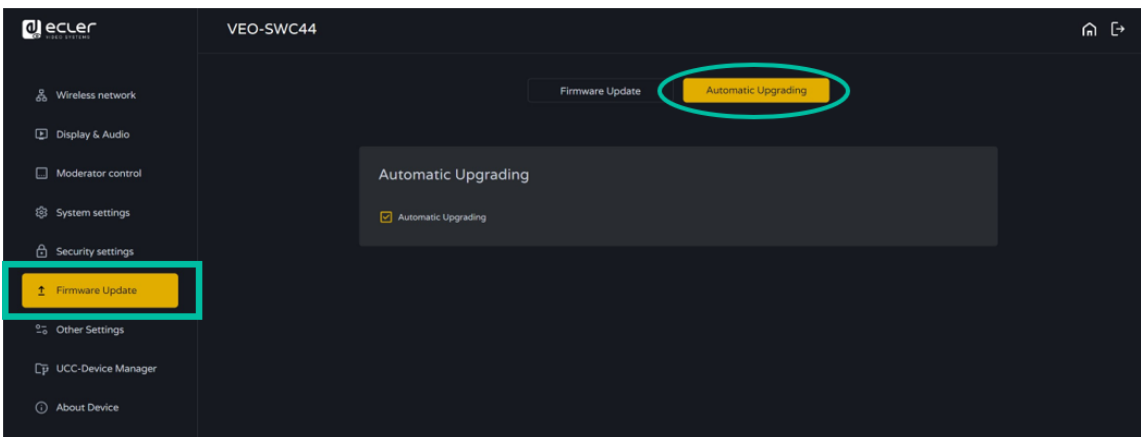 ecler
VIDEO SYSTEMS
VEO-SWC44
Wireless network
Display & Audio
Moderator control
System settings
Security settings
Firmware Update
Other Settings
UCC-Device Manager
About Device
Firmware Update
Automatic Upgrading
Automatic Upgrading
Automatic Upgrading